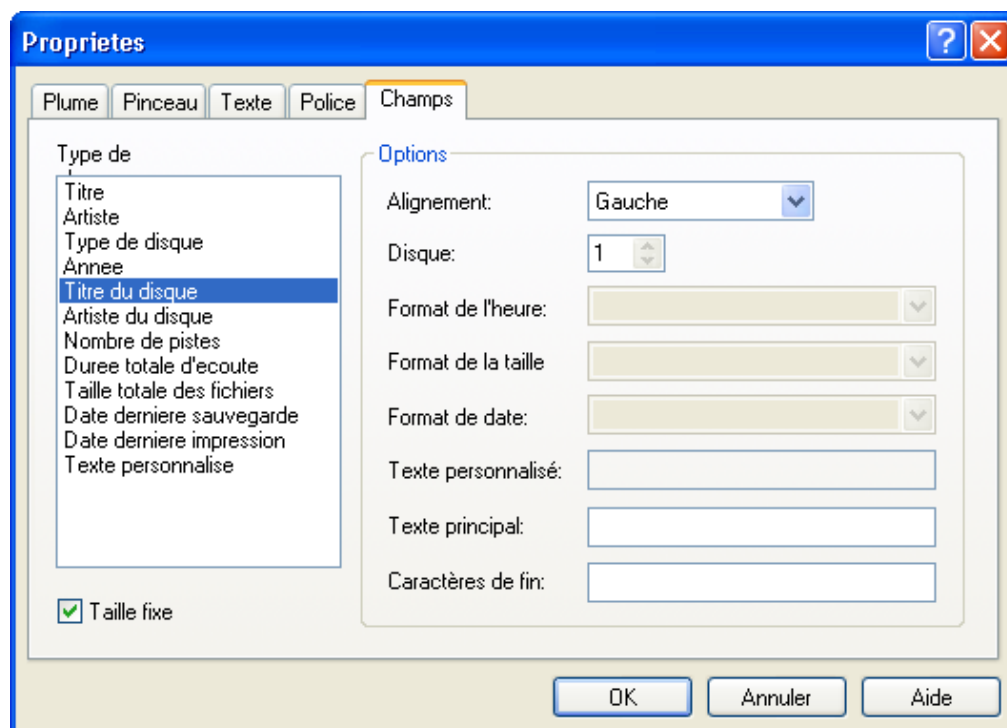 Proprietes
Plume Pinceau Texte Police Champs
Type de
Titre
Artiste
Type de disque
Annee
Titre du disque
Artiste du disque
Nombre de pistes
Duree totale d'ecoute
Taille totale des fichiers
Date derniere sauvegarde
Date derniere impression
Texte personnalise
Taille fixe
Options
Alignement: Gauche
Disque: 1
Format de l'heure:
Format de la taille
Format de date:
Texte personnalisé:
Texte principal:
Caractères de fin:
OK Annuler Aide